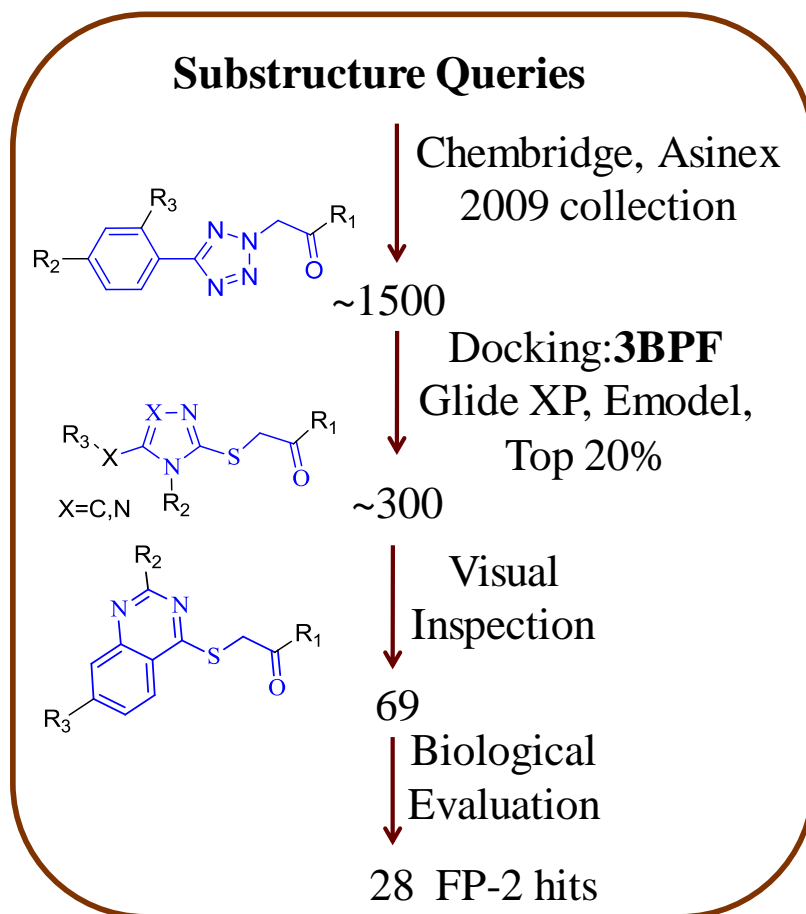 Substructure Queries
Chembridge, Asinex
2009 collection
R3
R1
R2
N
N
O
N
N
~1500
Docking:3BPF
Glide XP, Emodel,
Top 20%
X
N
R3
R1
X
S
N
O
R2
X=C,N
~300
R2
Visual
Inspection
N
N
R1
S
O
R3
69
Biological
Evaluation
28 FP-2 hits